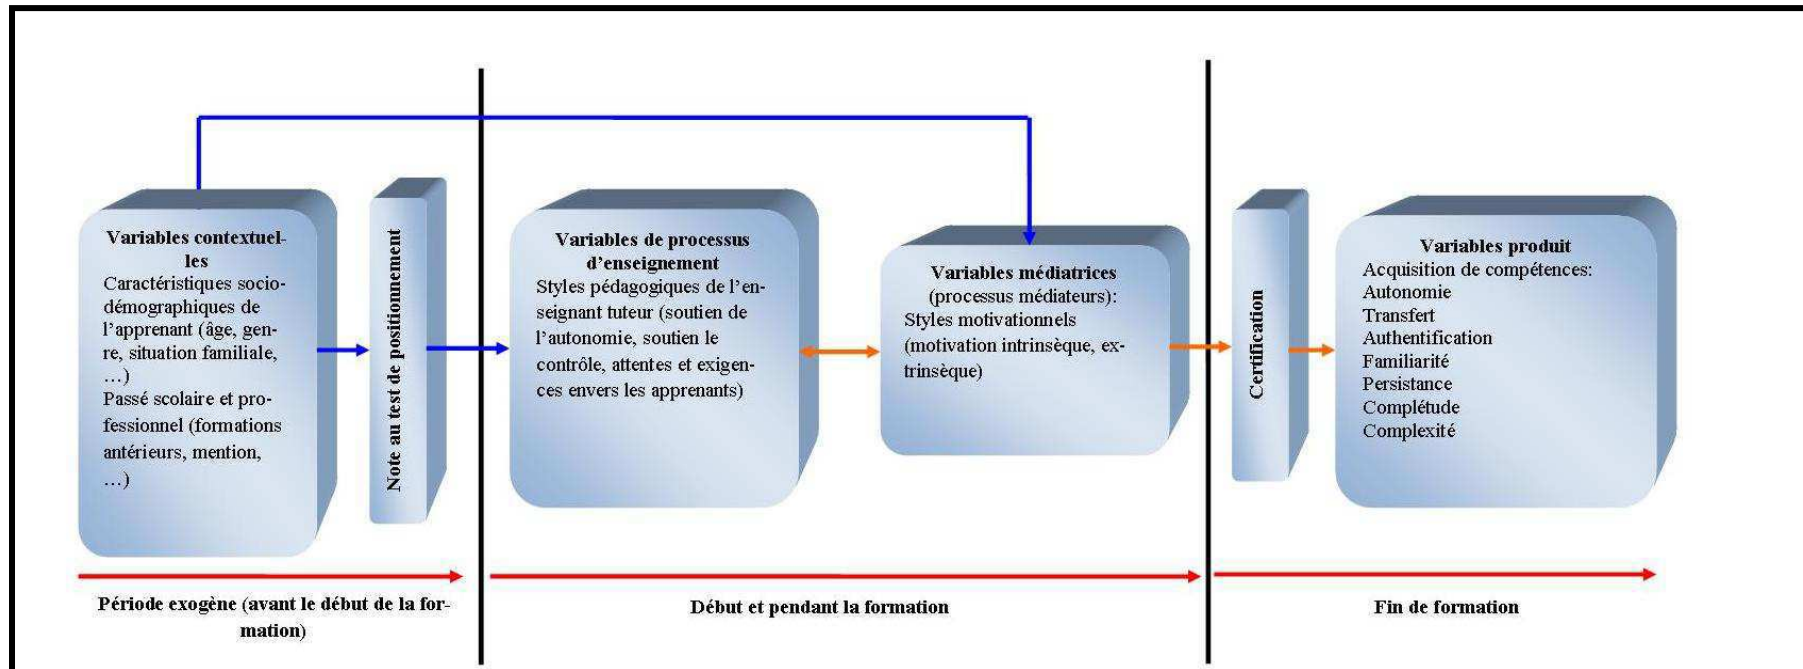 Variables contextuel-
les
Caractéristiques socio-
démographiques de
l’apprenant (âge, gen-
re, situation familiale,
…)
Passé scolaire et pro-
fessionnel (formations
antérieurs, mention,
…)
Note au test de positionnement
Variables de processus
d’enseignement
Styles pédagogiques de l’en-
seignant tuteur (soutien de
l’autonomie, soutien le
contrôle, attentes et exigen-
ces envers les apprenants)
Variables médiatrices
(processus médiateurs):
Styles motivationnels
(motivation intrinsèque, ex-
trinsèque)
Certification
Variables produit
Acquisition de compétences:
Autonomie
Transfert
Authentification
Familiarité
Persistance
Complétude
Complexité
Période exogène (avant le début de la for-
mation)
Début et pendant la formation
Fin de formation